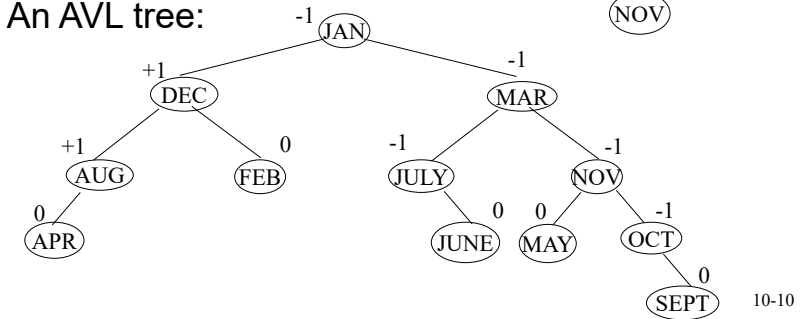 An AVL tree:
-1
JAN
NOV
+1
DEC
-1
MAR
+1
AUG
0
FEB
-1
JULY
-1
NOV
0
APR
0
JUNE
0
MAY
-1
OCT
0
SEPT
10-10